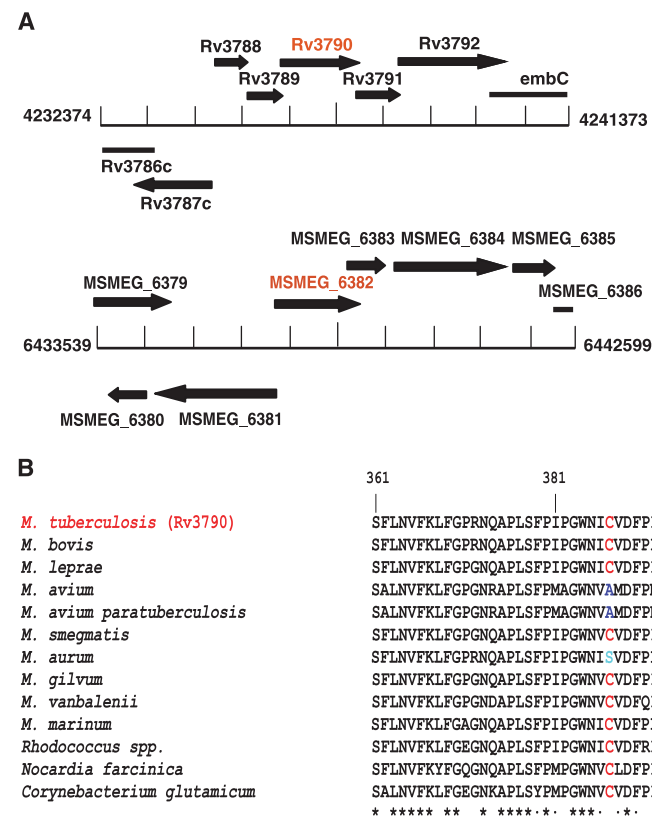 A
Rv3788 Rv3790 Rv3792
Rv3789 Rv3791 embC
4232374 4241373
Rv3786c
Rv3787c
MSMEG_6383 MSMEG_6384 MSMEG_6385
MSMEG_6379 MSMEG_6382 MSMEG_6386
6433539 6442599
MSMEG_6380 MSMEG_6381
B
361 381
M. tuberculosis (Rv3790) SFLNVFKLFGPRNQAPLSFPIPGWNICVDFP
M. bovis SFLNVFKLFGPRNQAPLSFPIPGWNICVDFP
M. leprae SFLNVFKLFGPRNQAPLSFPIPGWNICVDFP
M. avium SALNVFKLFGPGNRAPLSFPMAGWNVAMDFP
M. avium paratuberculosis SALNVFKLFGPGNRAPLSFPMAGWNVAMDFP
M. smegmatis SFLNVFKLFGPGNQAPLSFPIPGWNVCVDFP
M. aurum SFLNVFKLFGPRNQAPLSFPIPGWNISVDFP
M. gilvum SFLNVFKLFGPGNQAPLSFPIPGWNVCVDFP
M. vanbalenii SFLNVFKLFGPGNDAPLSFPIPGWNVCVDFQ
M. marinum SFLNVFKLFGAGNQAPLSFPIPGWNICVDFP
Rhodococcus spp. SFLNVFKLFGEGNQAPLSFPIPGWNICVDFR
Nocardia farcinica SFLNVFKYFGQGNQAPLSFPMPGWNVCLDFP
Corynebacterium glutamicum SALNVFKLFGEGNKAPLSYPMPGWNVCVDFP
* **** ** * ****.*. *** . .*.